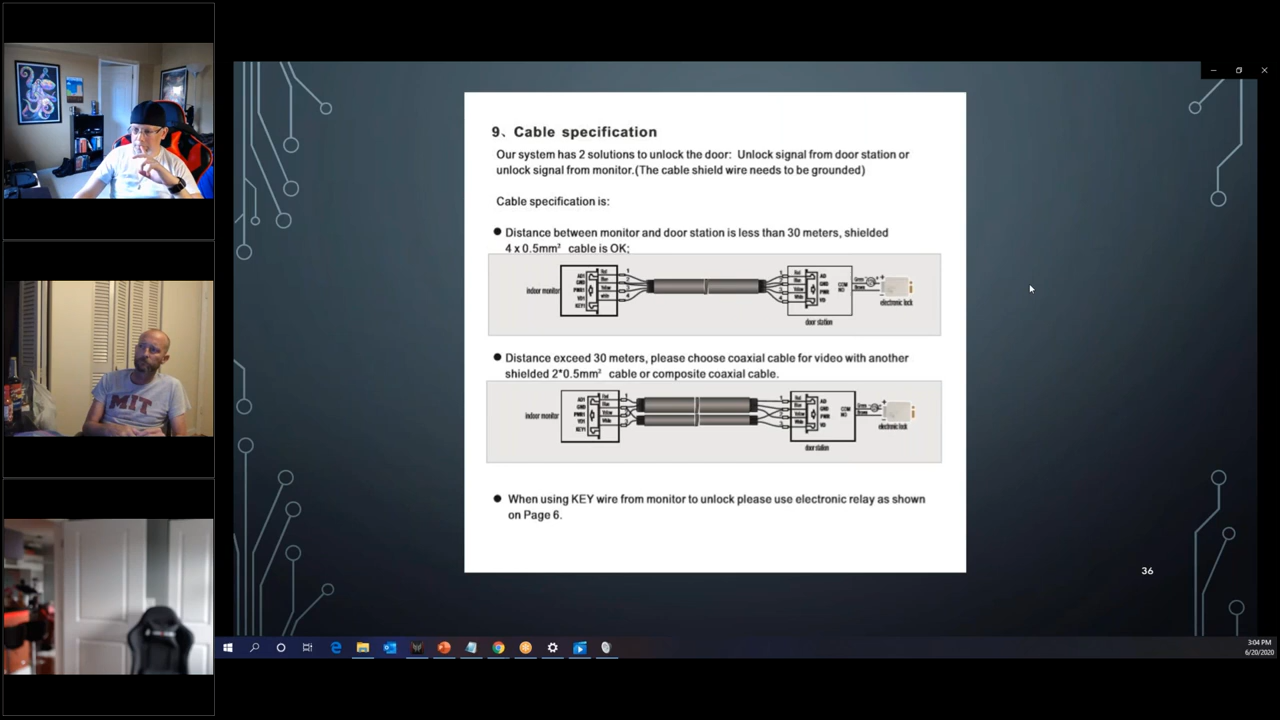 9、Cable specification
Our system has 2 solutions to unlock the door: Unlock signal from door station or
unlock signal from monitor.(The cable shield wire needs to be grounded)
Cable specification is:
● Distance between monitor and door station is less than 30 meters, shielded
4 x 0.5mm² cable is OK;
indoor monitor
door station
electronic lock
● Distance exceed 30 meters, please choose coaxial cable for video with another
shielded 2*0.5mm² cable or composite coaxial cable.
indoor monitor
door station
electronic lock
● When using KEY wire from monitor to unlock please use electronic relay as shown
on Page 6.
36
MIT
3:04 PM
6/20/2020